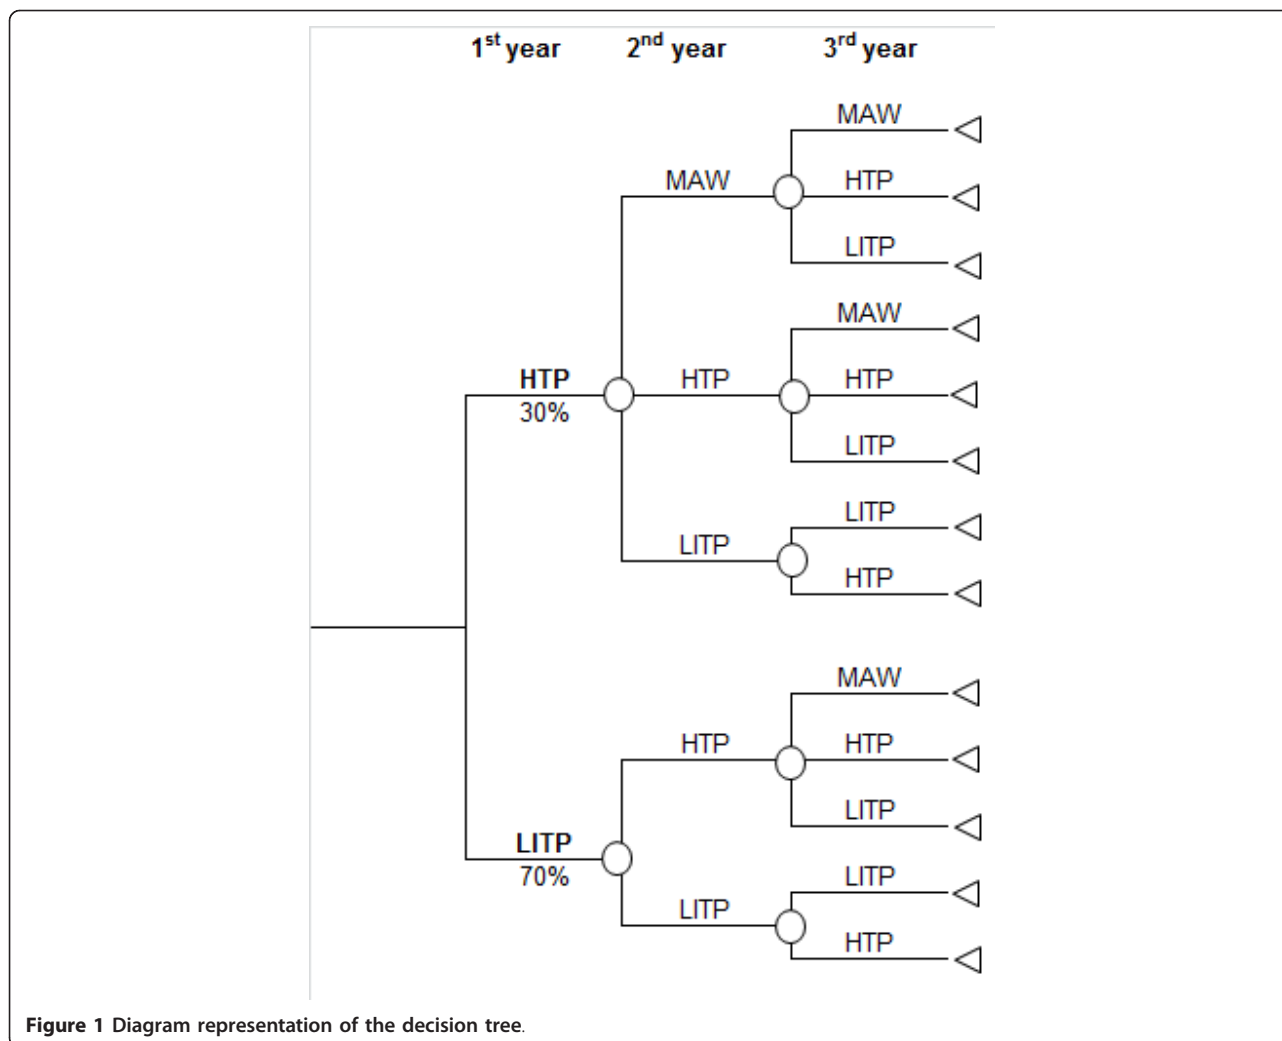 1st year 2nd year 3rd year
MAW
MAW HTP
LITP
MAW
HTP HTP HTP
30%
LITP
LITP
LITP
HTP
MAW
HTP HTP
LITP
LITP
70%
LITP
LITP
HTP
Figure 1 Diagram representation of the decision tree.